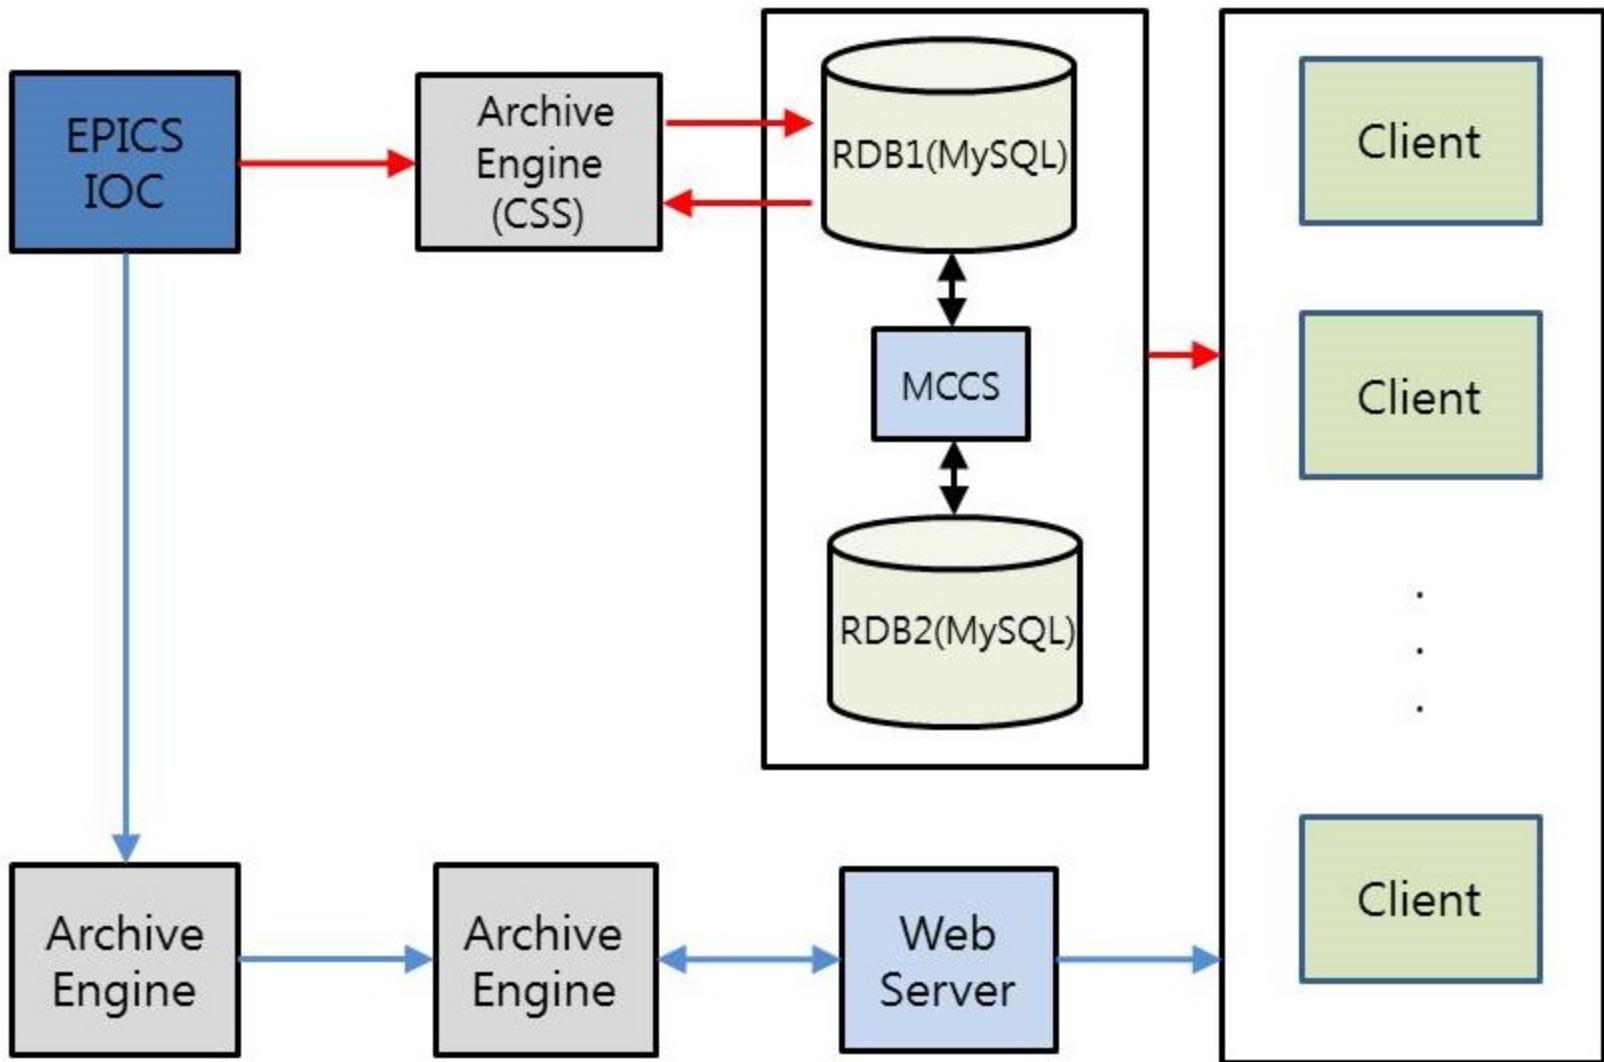 EPICS
IOC
Archive
Engine
(CSS)
RDB1(MySQL)
Client
MCCS
Client
RDB2(MySQL)
.
.
.
Archive
Engine
Archive
Engine
Web
Server
Client